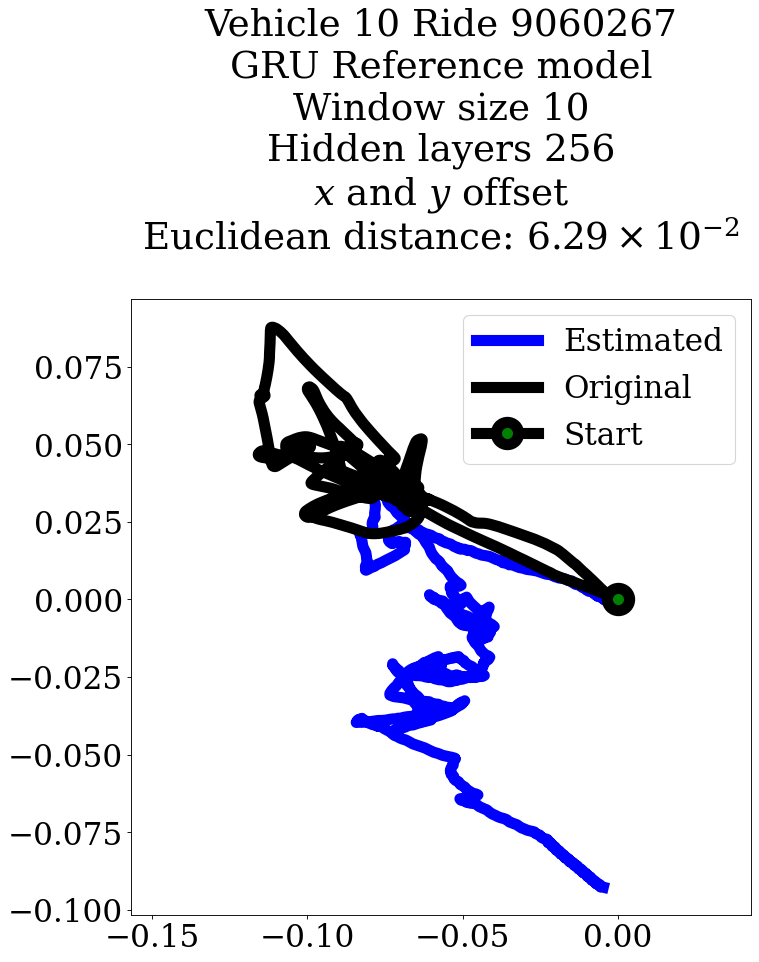 Vehicle 10 Ride 9060267
GRU Reference model
Window size 10
Hidden layers 256
x and y offset
Euclidean distance: 6.29 × 10⁻²
Estimated
Original
Start
0.075
0.050
0.025
0.000
−0.025
−0.050
−0.075
−0.100
−0.15 −0.10 −0.05 0.00